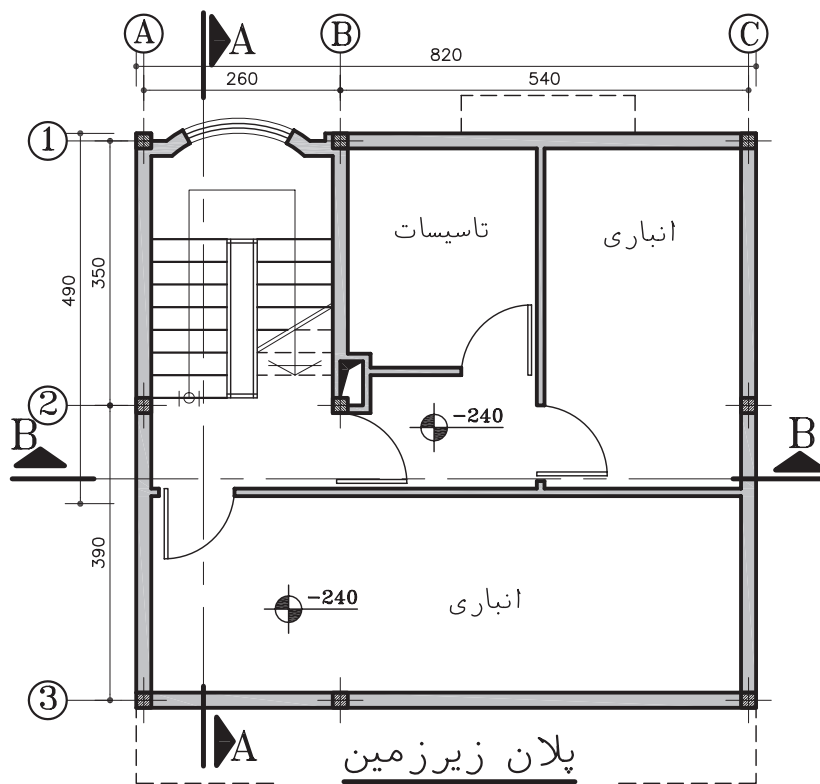 A B C
A
820
260 540
1
تاسیسات
انباری
350
490
2
-240
B B
390
-240
انباری
3
A
پلان زیرزمین